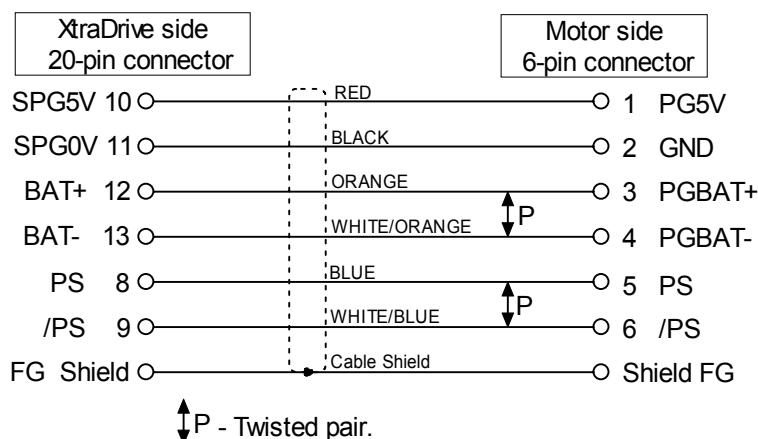 XtraDrive side
20-pin connector
Motor side
6-pin connector
SPG5V 10 RED 1 PG5V
SPG0V 11 BLACK 2 GND
BAT+ 12 ORANGE 3 PGBAT+
P
BAT- 13 WHITE/ORANGE 4 PGBAT-
PS 8 BLUE 5 PS
P
/PS 9 WHITE/BLUE 6 /PS
FG Shield Cable Shield Shield FG
P - Twisted pair.